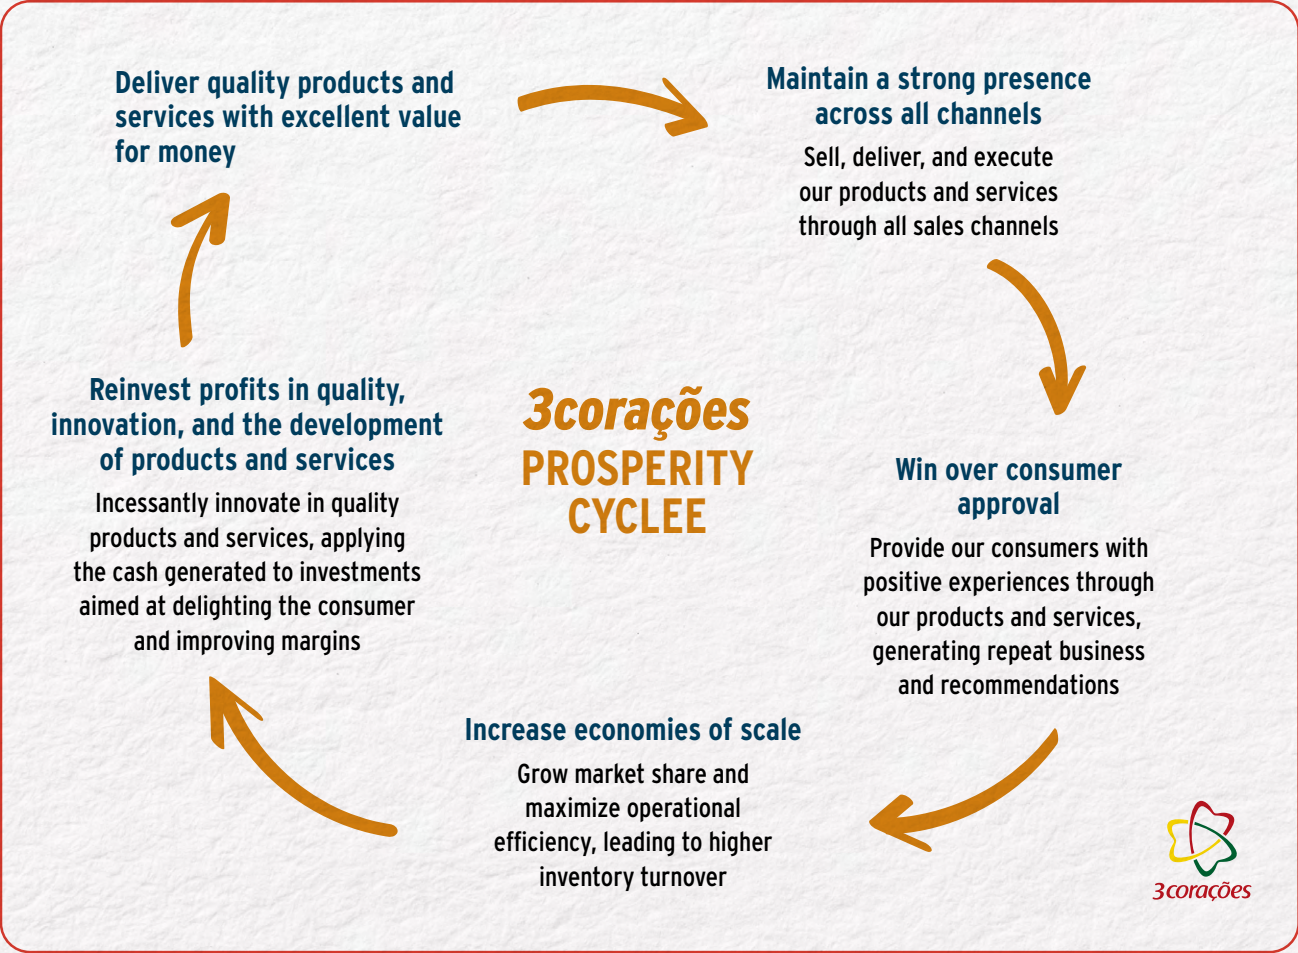 Deliver quality products and
services with excellent value
for money
Maintain a strong presence
across all channels
Sell, deliver, and execute
our products and services
through all sales channels
Win over consumer
approval
Provide our consumers with
positive experiences through
our products and services,
generating repeat business
and recommendations
Increase economies of scale
Grow market share and
maximize operational
efficiency, leading to higher
inventory turnover
Reinvest profits in quality,
innovation, and the development
of products and services
Incessantly innovate in quality
products and services, applying
the cash generated to investments
aimed at delighting the consumer
and improving margins
3corações
PROSPERITY
CYCLEE
3corações